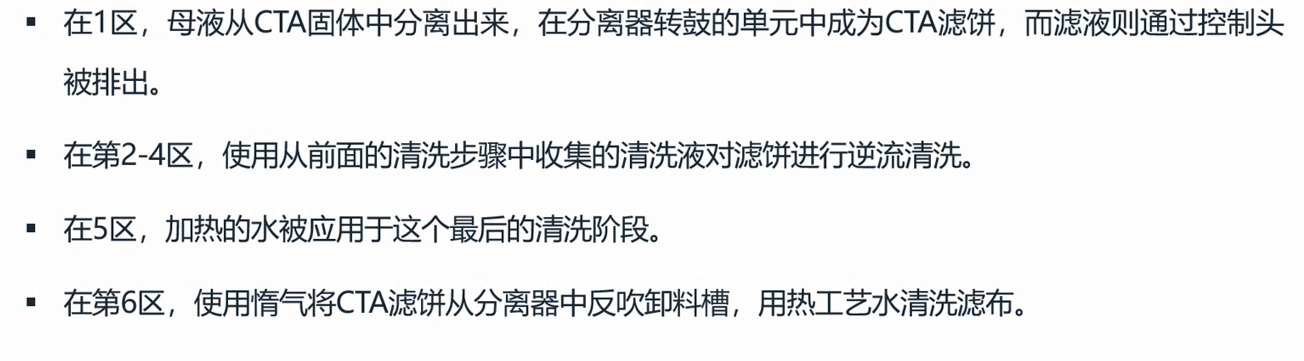 ▪ 在1区，母液从CTA固体中分离出来，在分离器转鼓的单元中成为CTA滤饼，而滤液则通过控制头
被排出。
▪ 在第2-4区，使用从前面的清洗步骤中收集的清洗液对滤饼进行逆流清洗。
▪ 在5区，加热的水被应用于这个最后的清洗阶段。
▪ 在第6区，使用惰气将CTA滤饼从分离器中反吹卸料槽，用热工艺水清洗滤布。